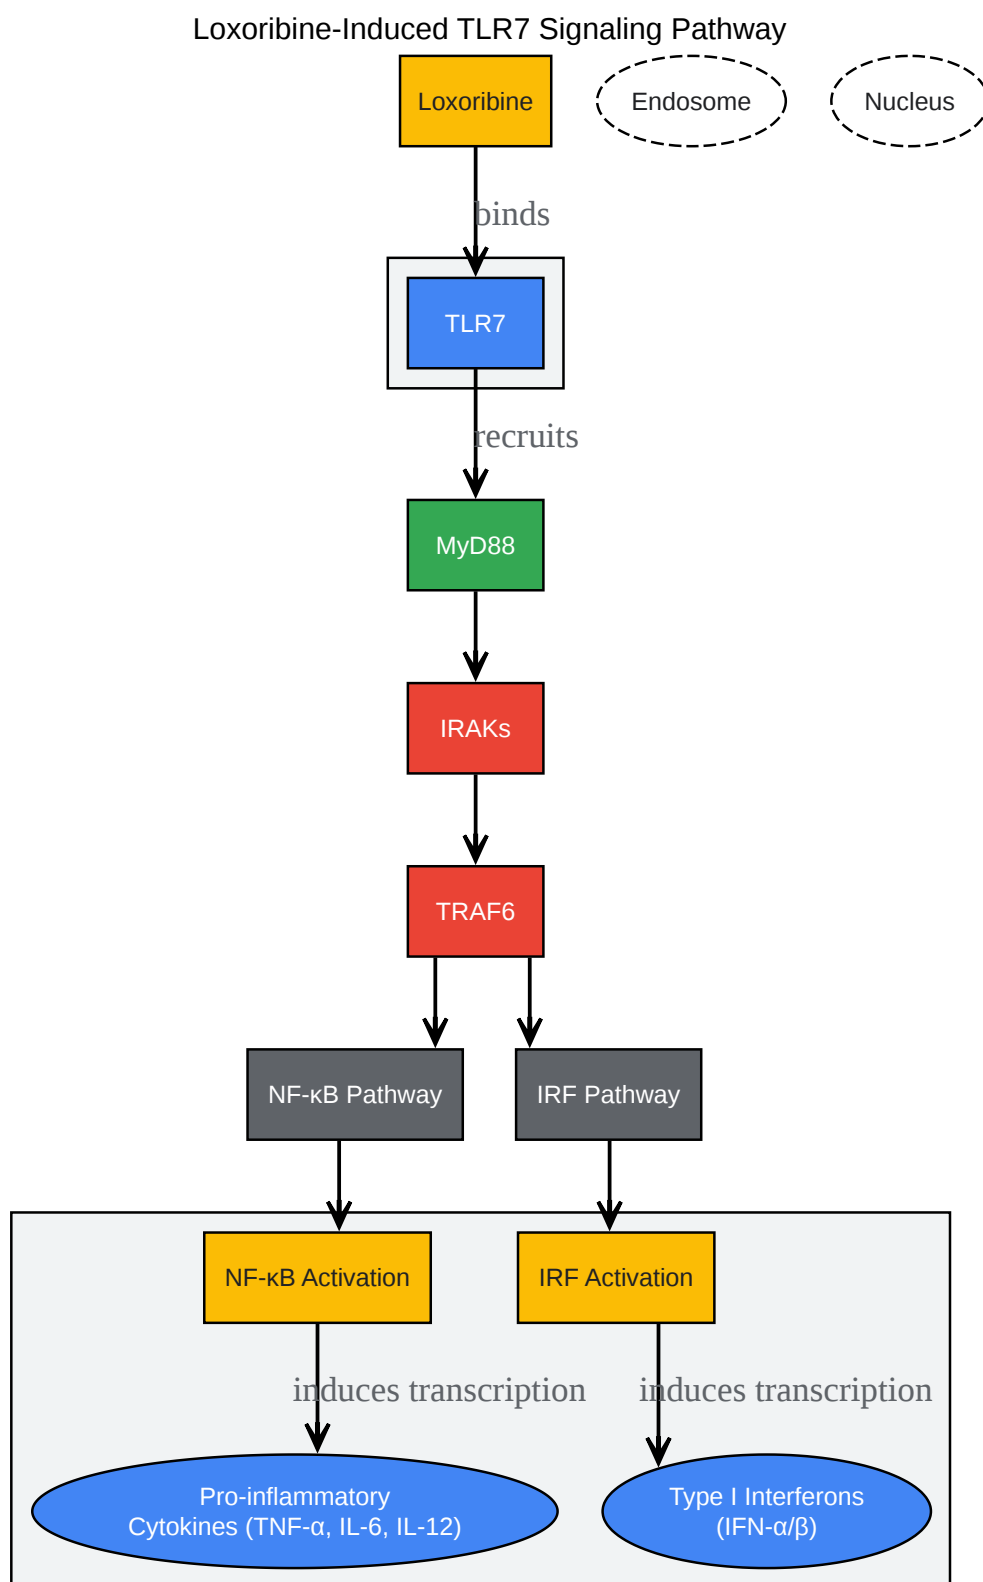 Loxoribine-Induced TLR7 Signaling Pathway
Loxoribine
Endosome
Nucleus
binds
TLR7
recruits
MyD88
IRAKs
TRAF6
NF-κB Pathway
IRF Pathway
NF-κB Activation
IRF Activation
induces transcription
induces transcription
Pro-inflammatory
Cytokines (TNF-α, IL-6, IL-12)
Type I Interferons
(IFN-α/β)